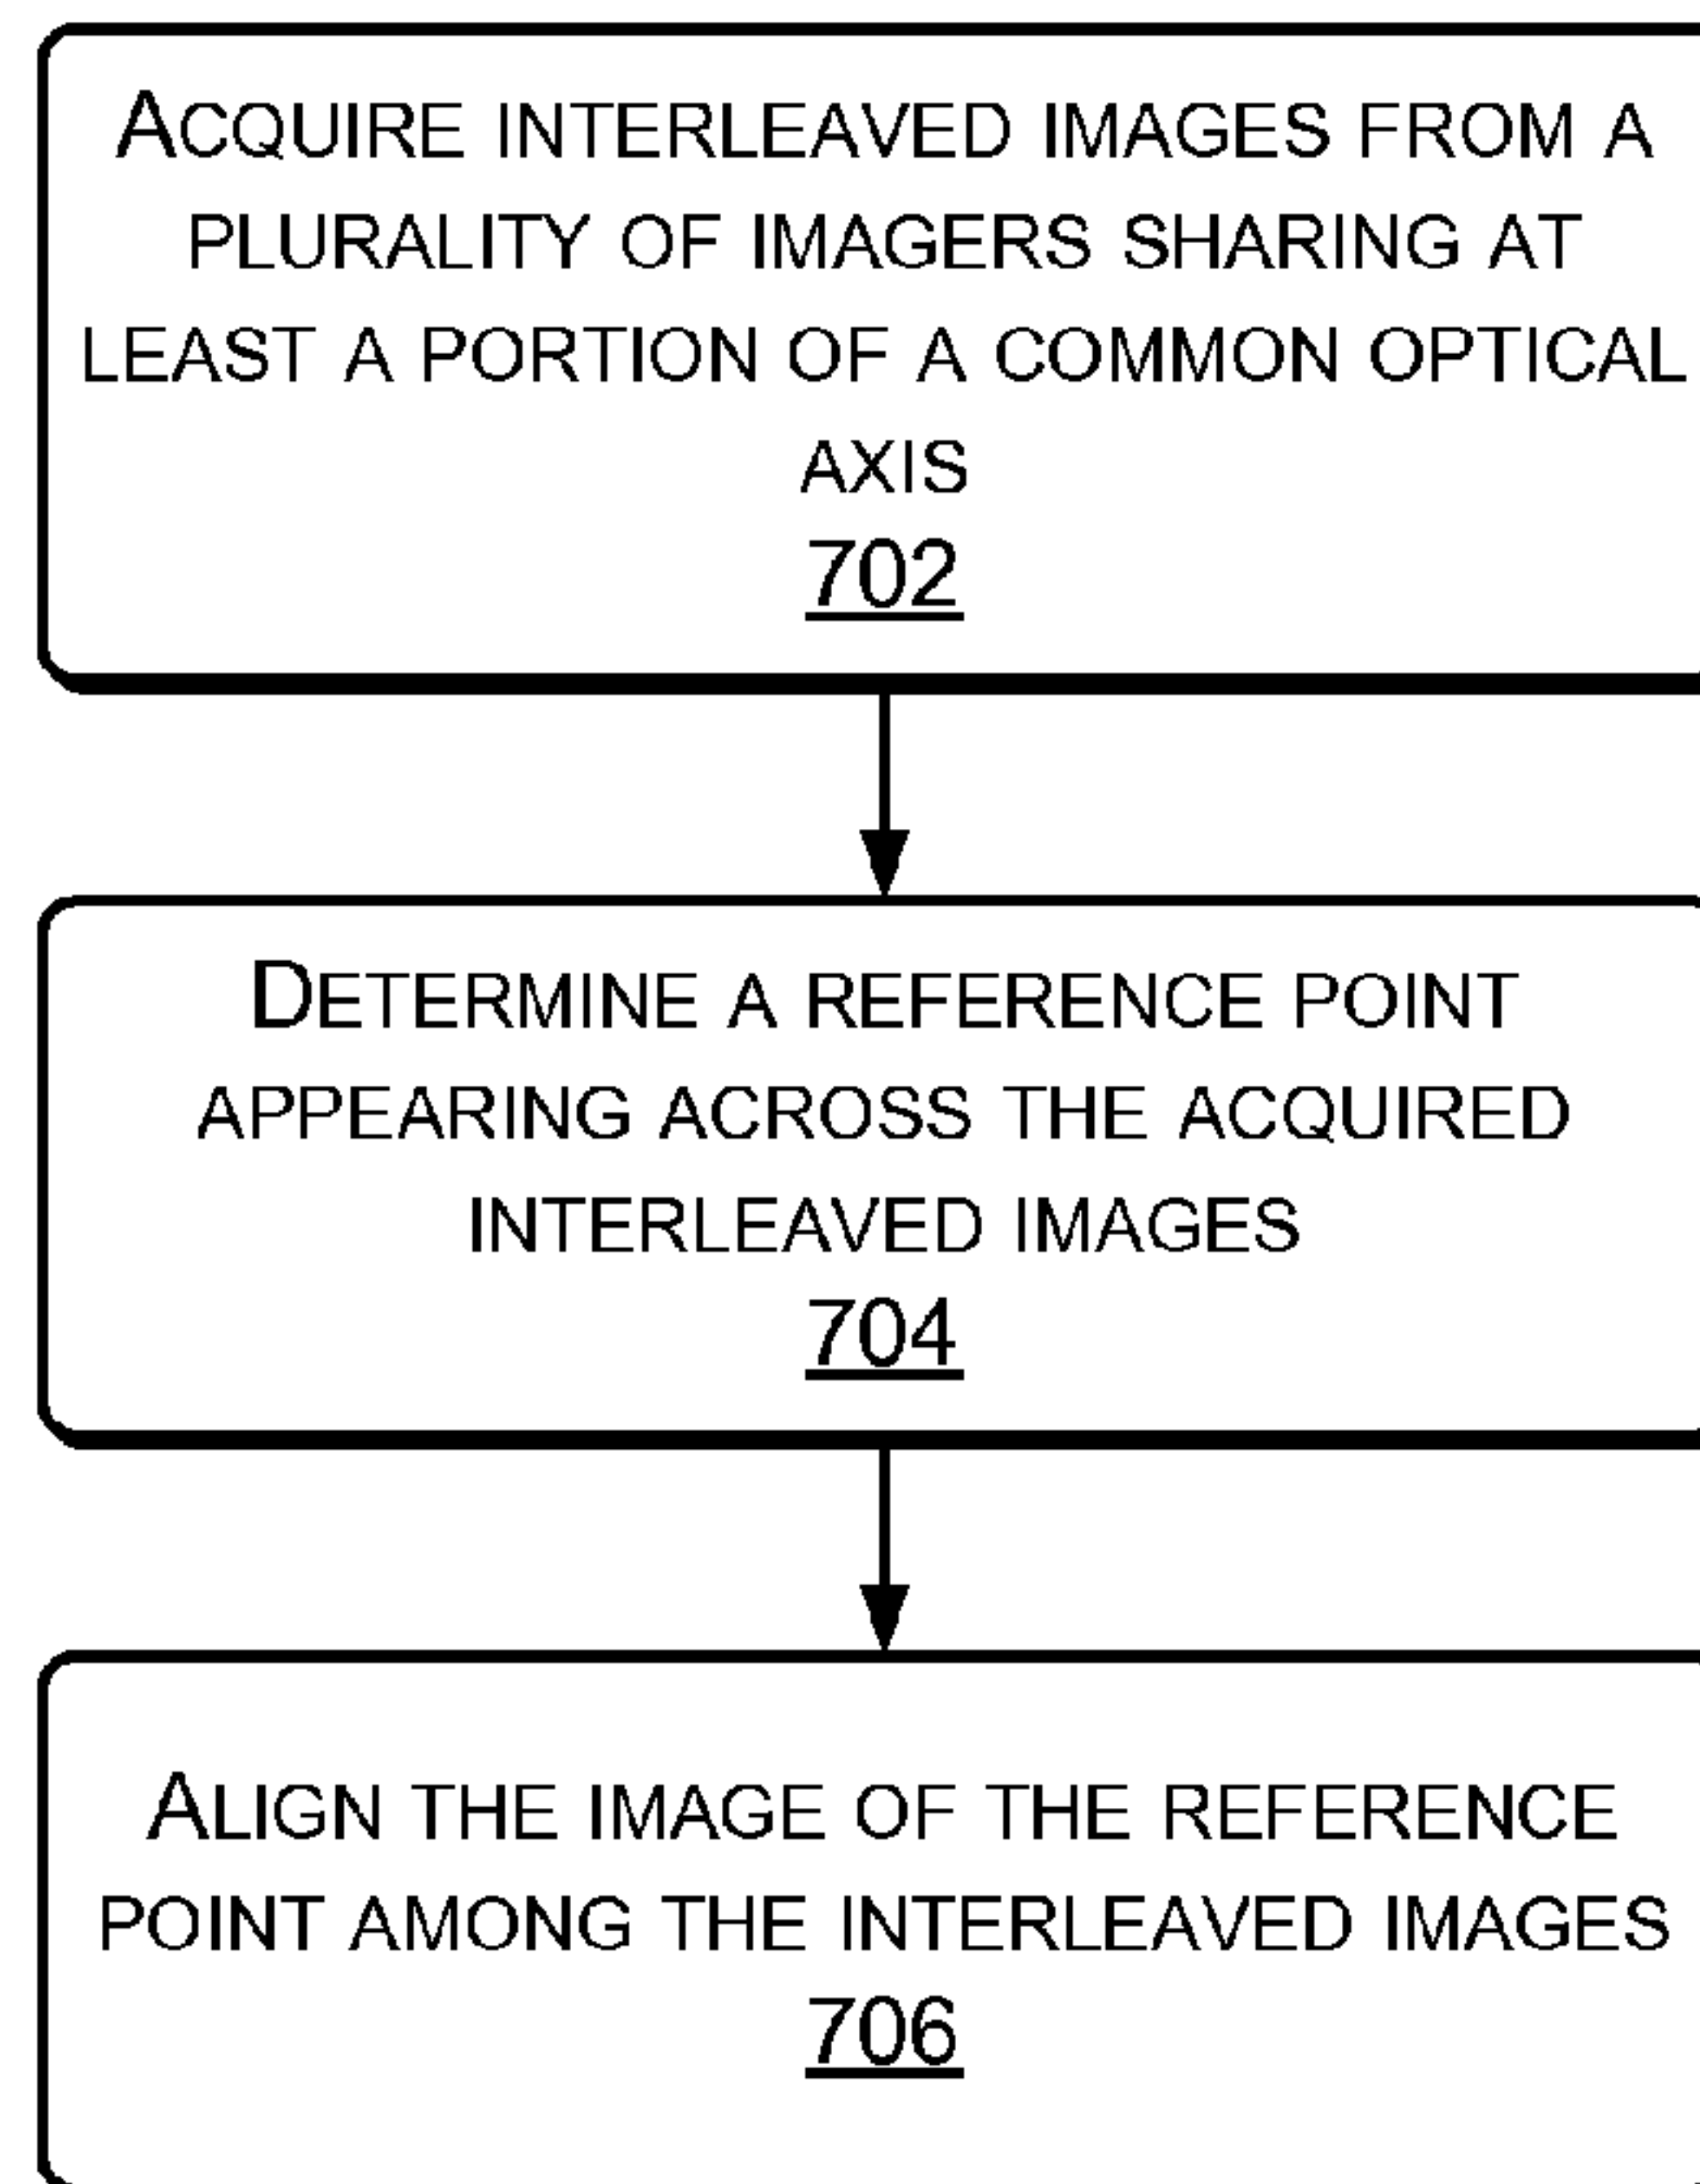 ACQUIRE INTERLEAVED IMAGES FROM A
PLURALITY OF IMAGERS SHARING AT
LEAST A PORTION OF A COMMON OPTICAL
AXIS
702
DETERMINE A REFERENCE POINT
APPEARING ACROSS THE ACQUIRED
INTERLEAVED IMAGES
704
ALIGN THE IMAGE OF THE REFERENCE
POINT AMONG THE INTERLEAVED IMAGES
706